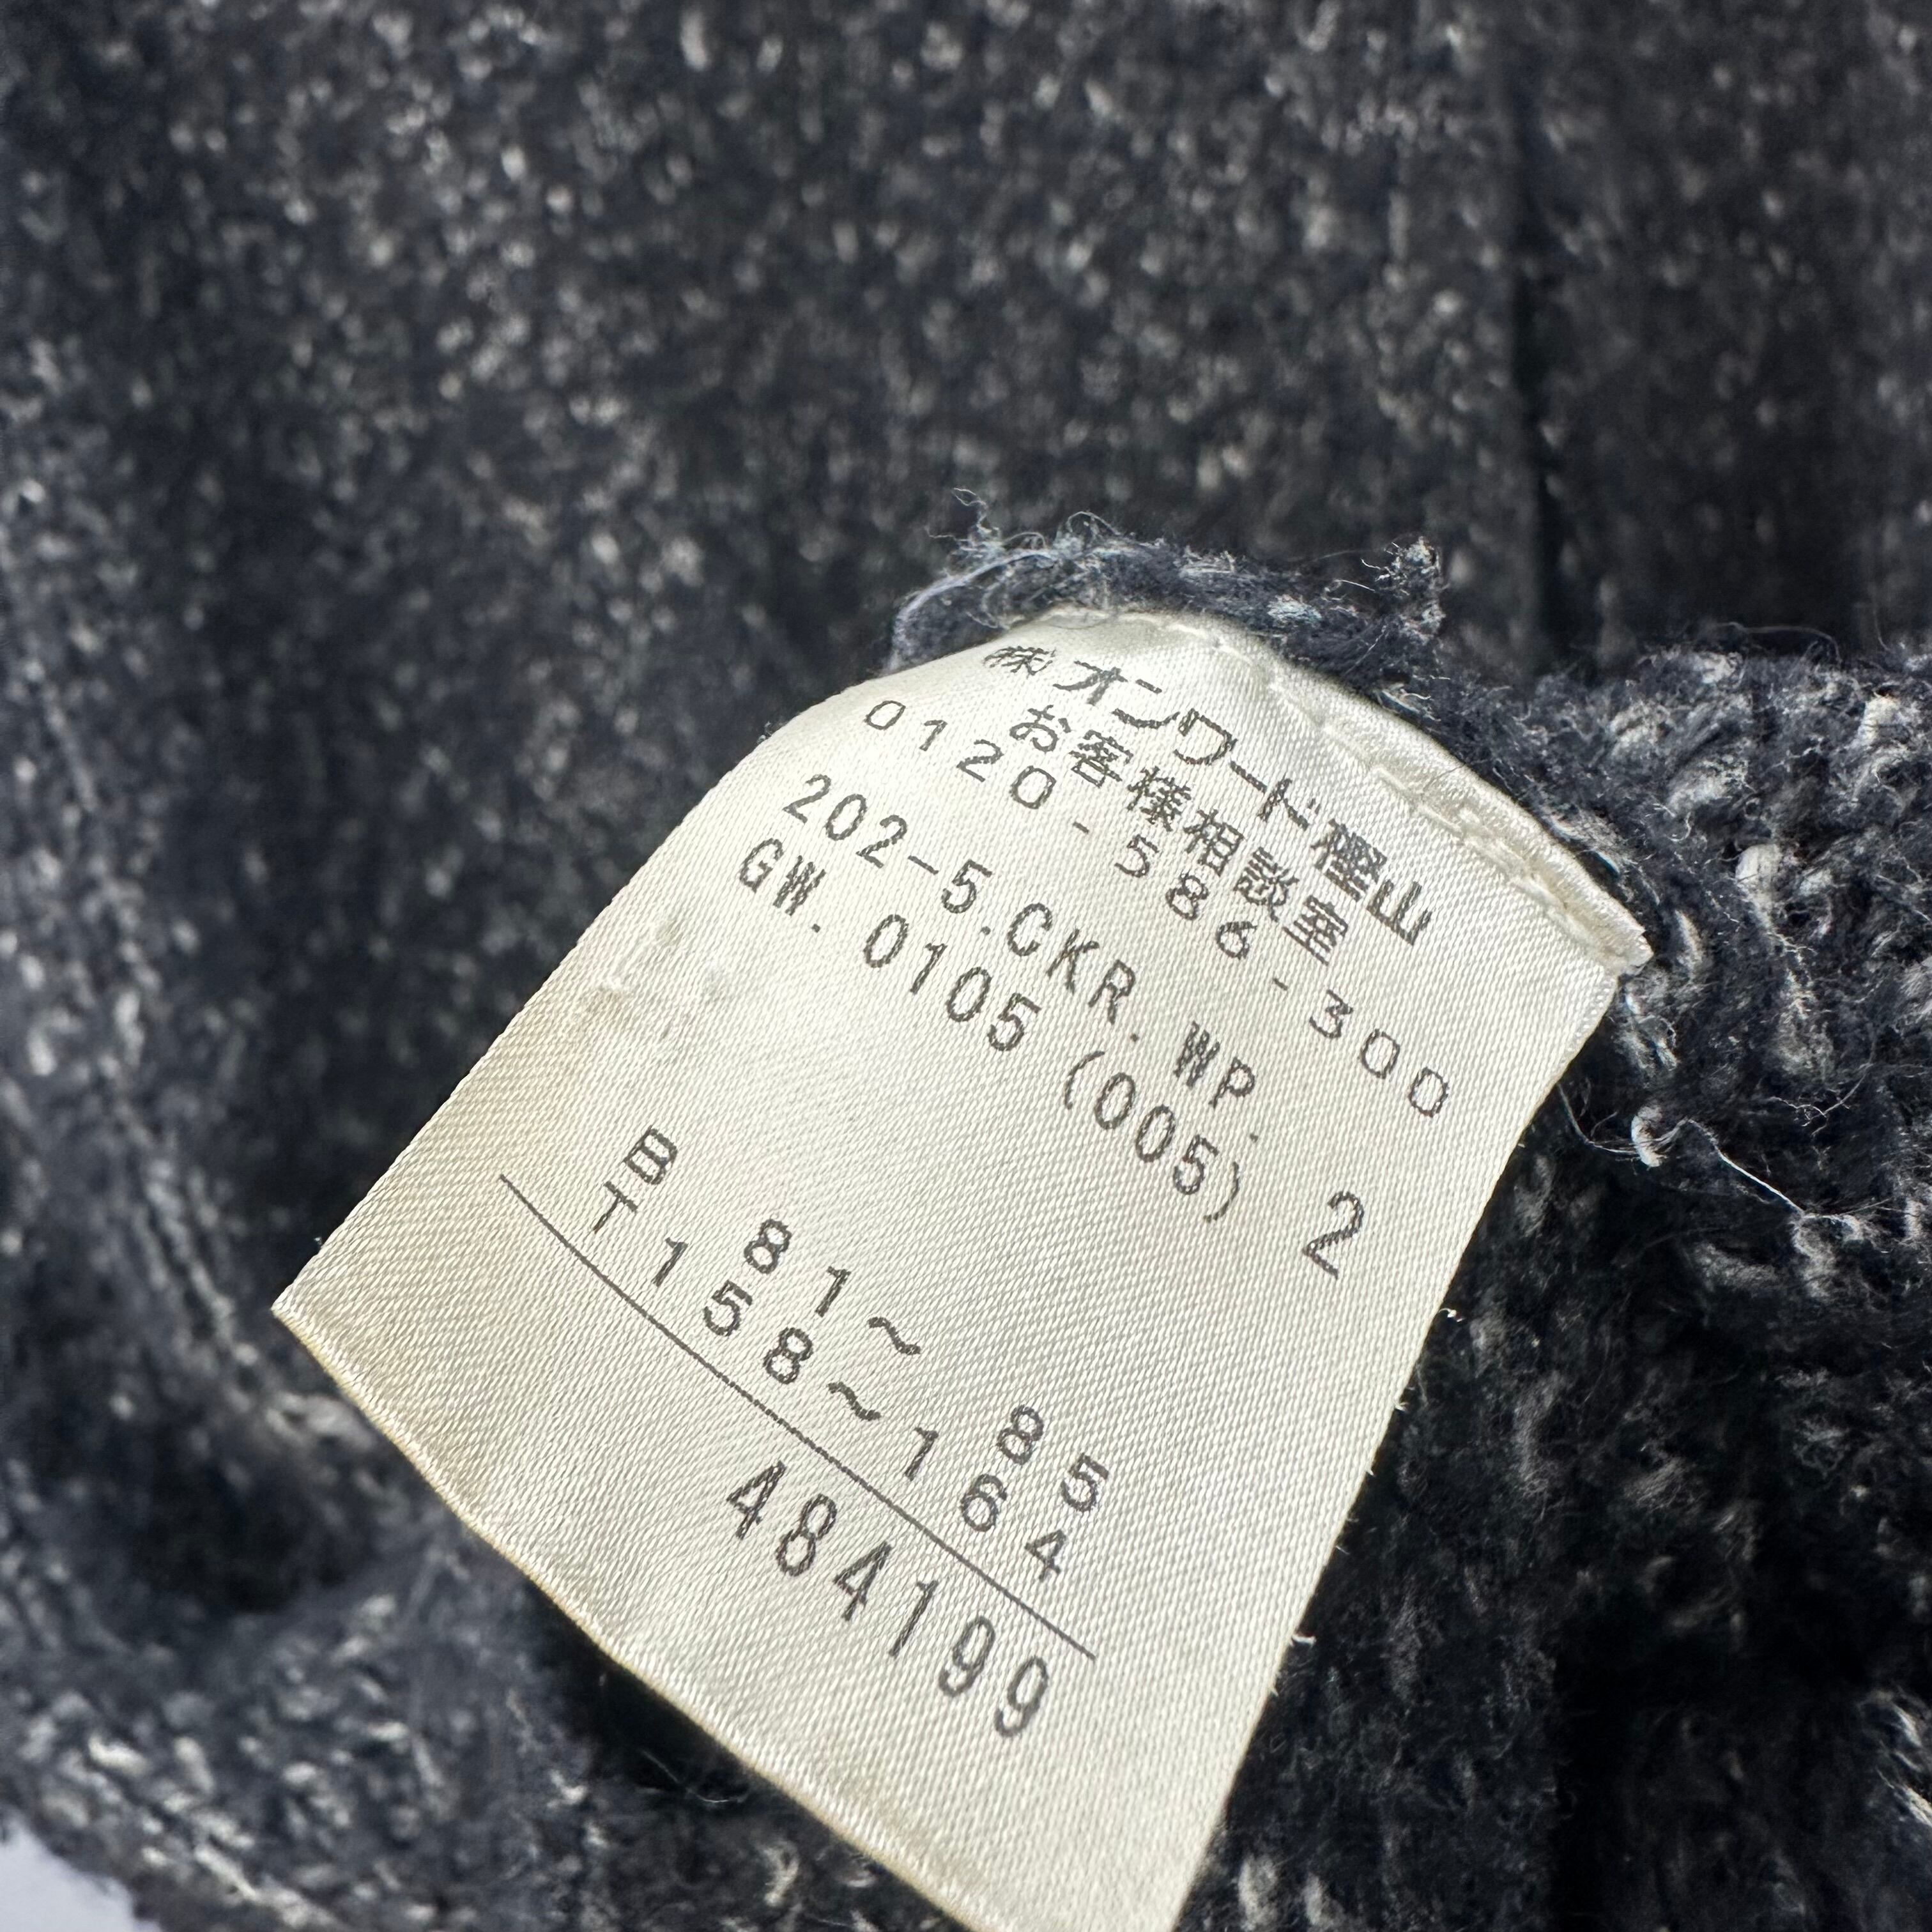 ㈱オンワード樫山
お客様相談室
0120-586-300
202-5.CKR.WP.
GW.0105(005) 2
B 81~ 85
T158~164
484199